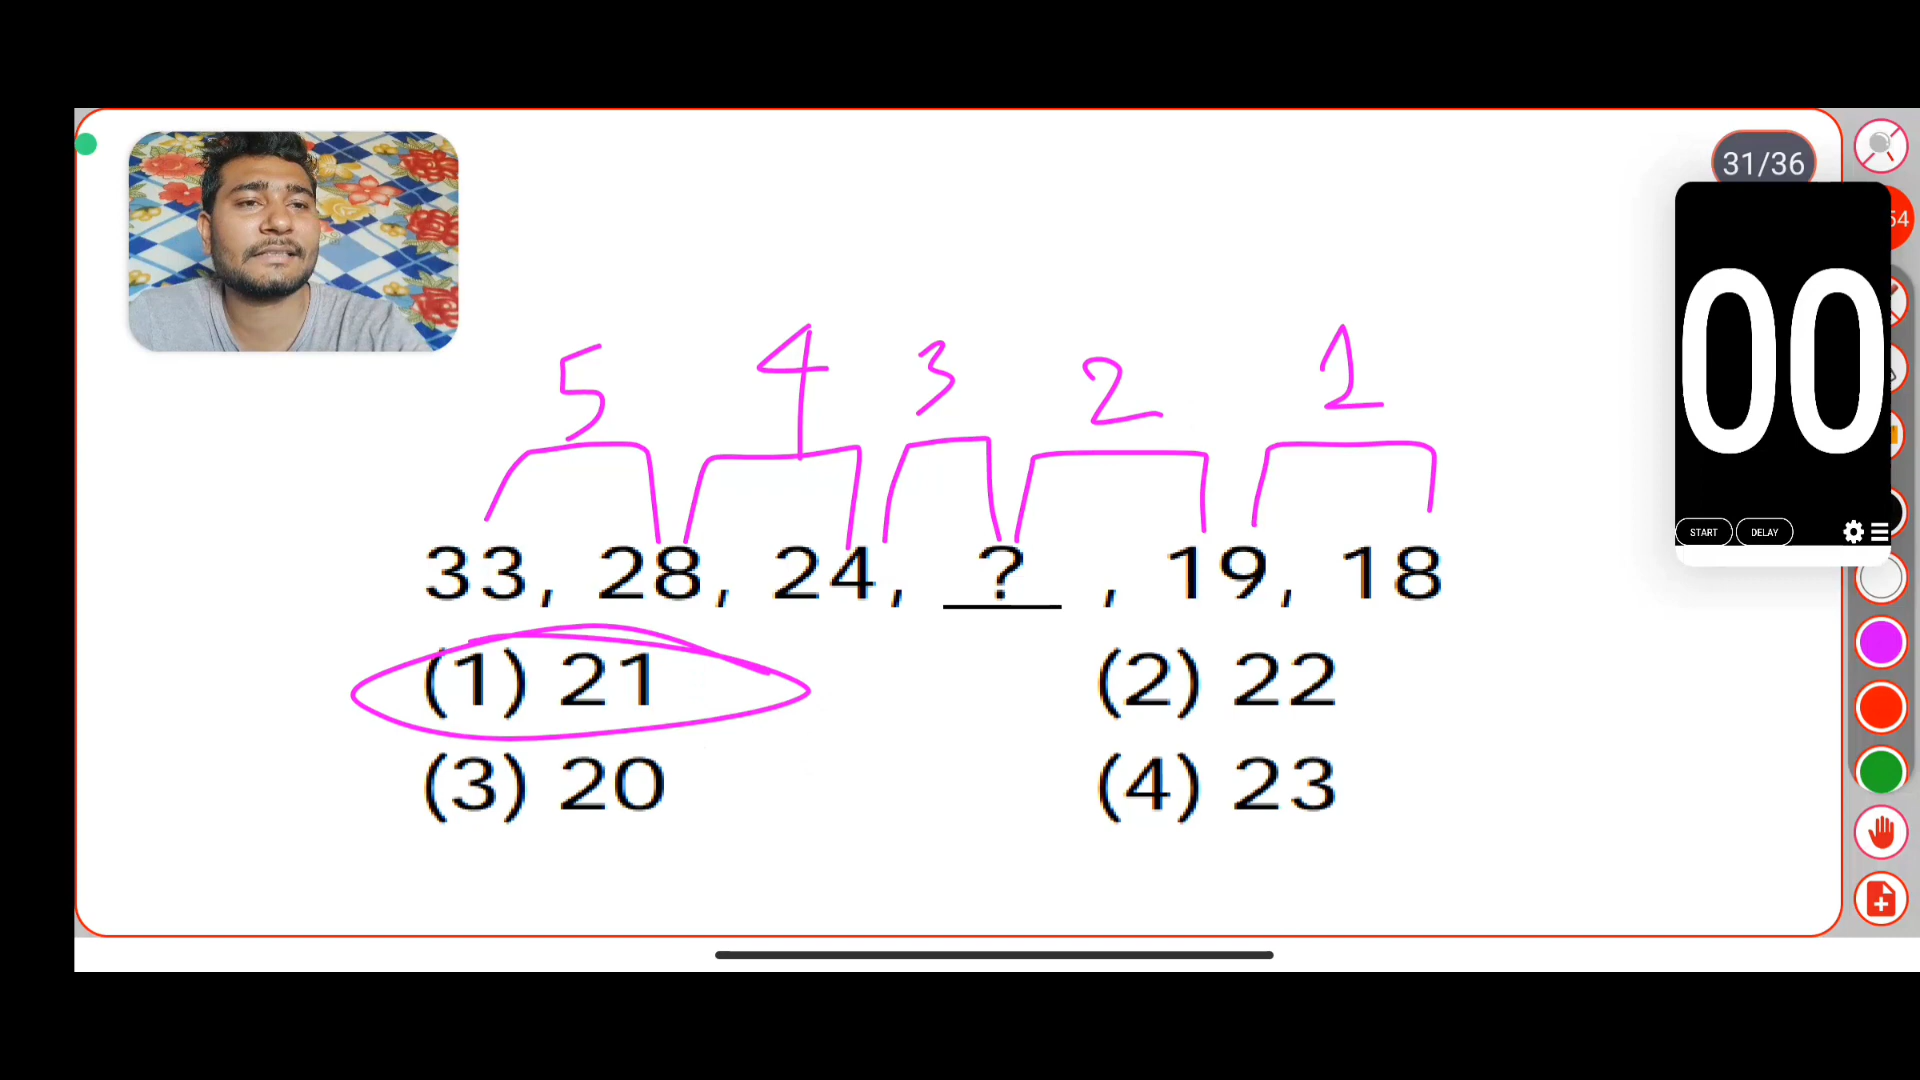 31/36
54
00
START DELAY
5 4 3 2 1
33, 28, 24, ? , 19, 18
(1) 21 (2) 22
(3) 20 (4) 23